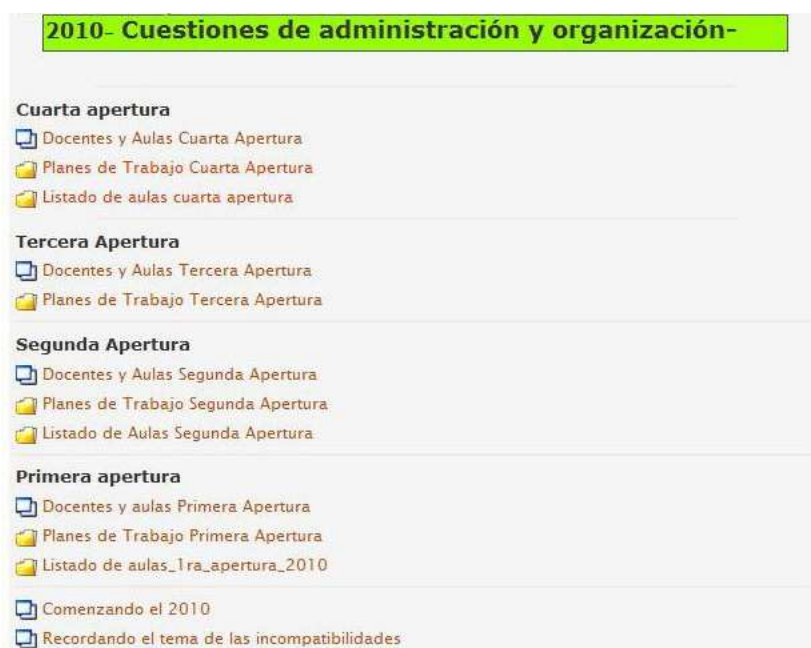 2010- Cuestiones de administración y organización-
Cuarta apertura
Docentes y Aulas Cuarta Apertura
Planes de Trabajo Cuarta Apertura
Listado de aulas cuarta apertura
Tercera Apertura
Docentes y Aulas Tercera Apertura
Planes de Trabajo Tercera Apertura
Segunda Apertura
Docentes y Aulas Segunda Apertura
Planes de Trabajo Segunda Apertura
Listado de Aulas Segunda Apertura
Primera apertura
Docentes y aulas Primera Apertura
Planes de Trabajo Primera Apertura
Listado de aulas_1ra_apertura_2010
Comenzando el 2010
Recordando el tema de las incompatibilidades